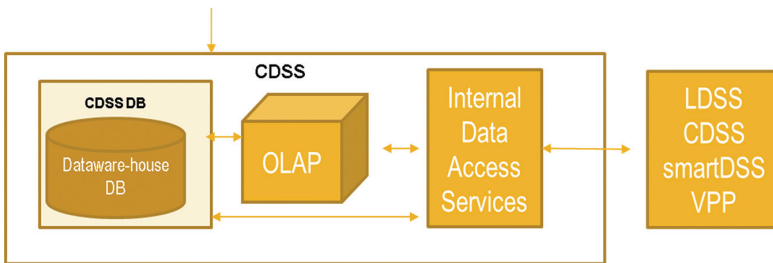 CDSS
CDSS DB
Dataware-house
DB
OLAP
Internal
Data
Access
Services
LDSS
CDSS
smartDSS
VPP